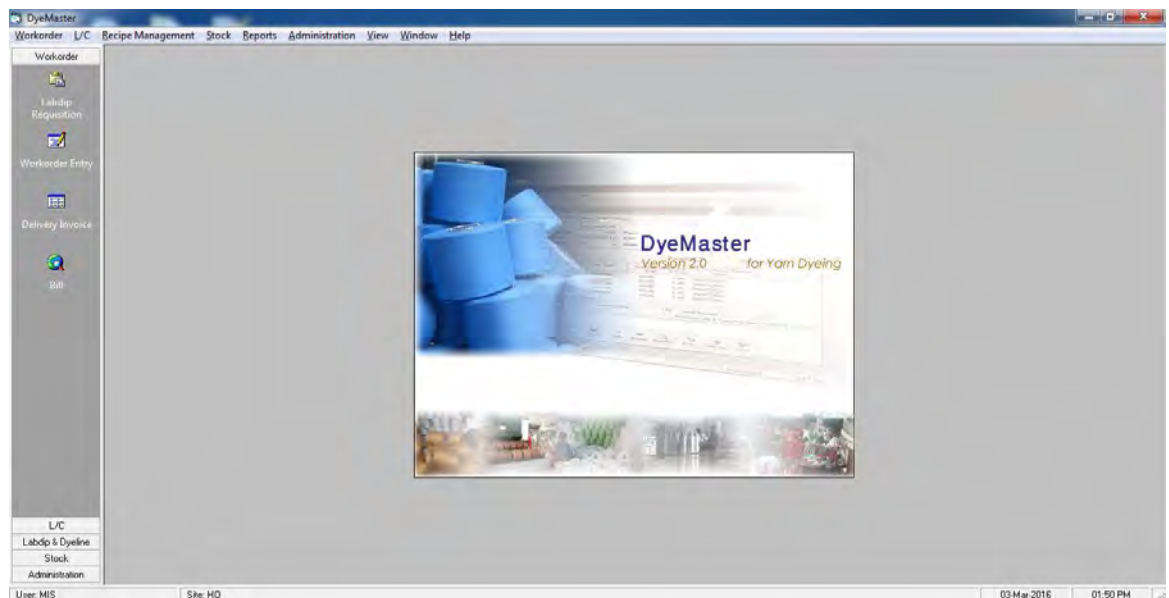 DyeMaster
Workorder L/C Recipe Management Stock Reports Administration View Window Help
Workorder
Labdip
Requisition
Workorder Entry
Delivery Invoice
Bill
DyeMaster
Version 2.0 for Yarn Dyeing
L/C
Labdip & Dyeline
Stock
Administration
User: MIS Site: HO 03-Mar-2016 01:50 PM